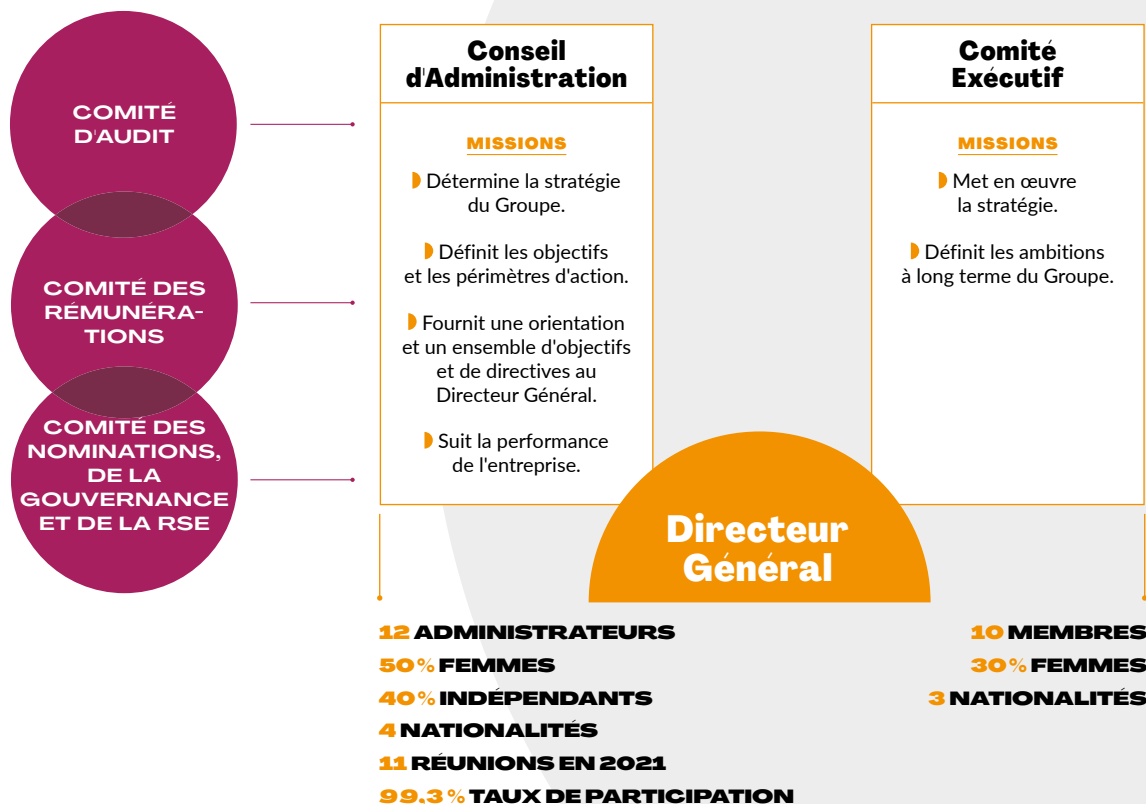 COMITÉ
D'AUDIT
COMITÉ DES
RÉMUNÉRA-
TIONS
COMITÉ DES
NOMINATIONS,
DE LA
GOUVERNANCE
ET DE LA RSE
Conseil
d'Administration
MISSIONS
Détermine la stratégie
du Groupe.
Définit les objectifs
et les périmètres d'action.
Fournit une orientation
et un ensemble d'objectifs
et de directives au
Directeur Général.
Suit la performance
de l'entreprise.
Comité
Exécutif
MISSIONS
Met en œuvre
la stratégie.
Définit les ambitions
à long terme du Groupe.
Directeur
Général
12 ADMINISTRATEURS
50 % FEMMES
40 % INDÉPENDANTS
4 NATIONALITÉS
11 RÉUNIONS EN 2021
99,3 % TAUX DE PARTICIPATION
10 MEMBRES
30 % FEMMES
3 NATIONALITÉS